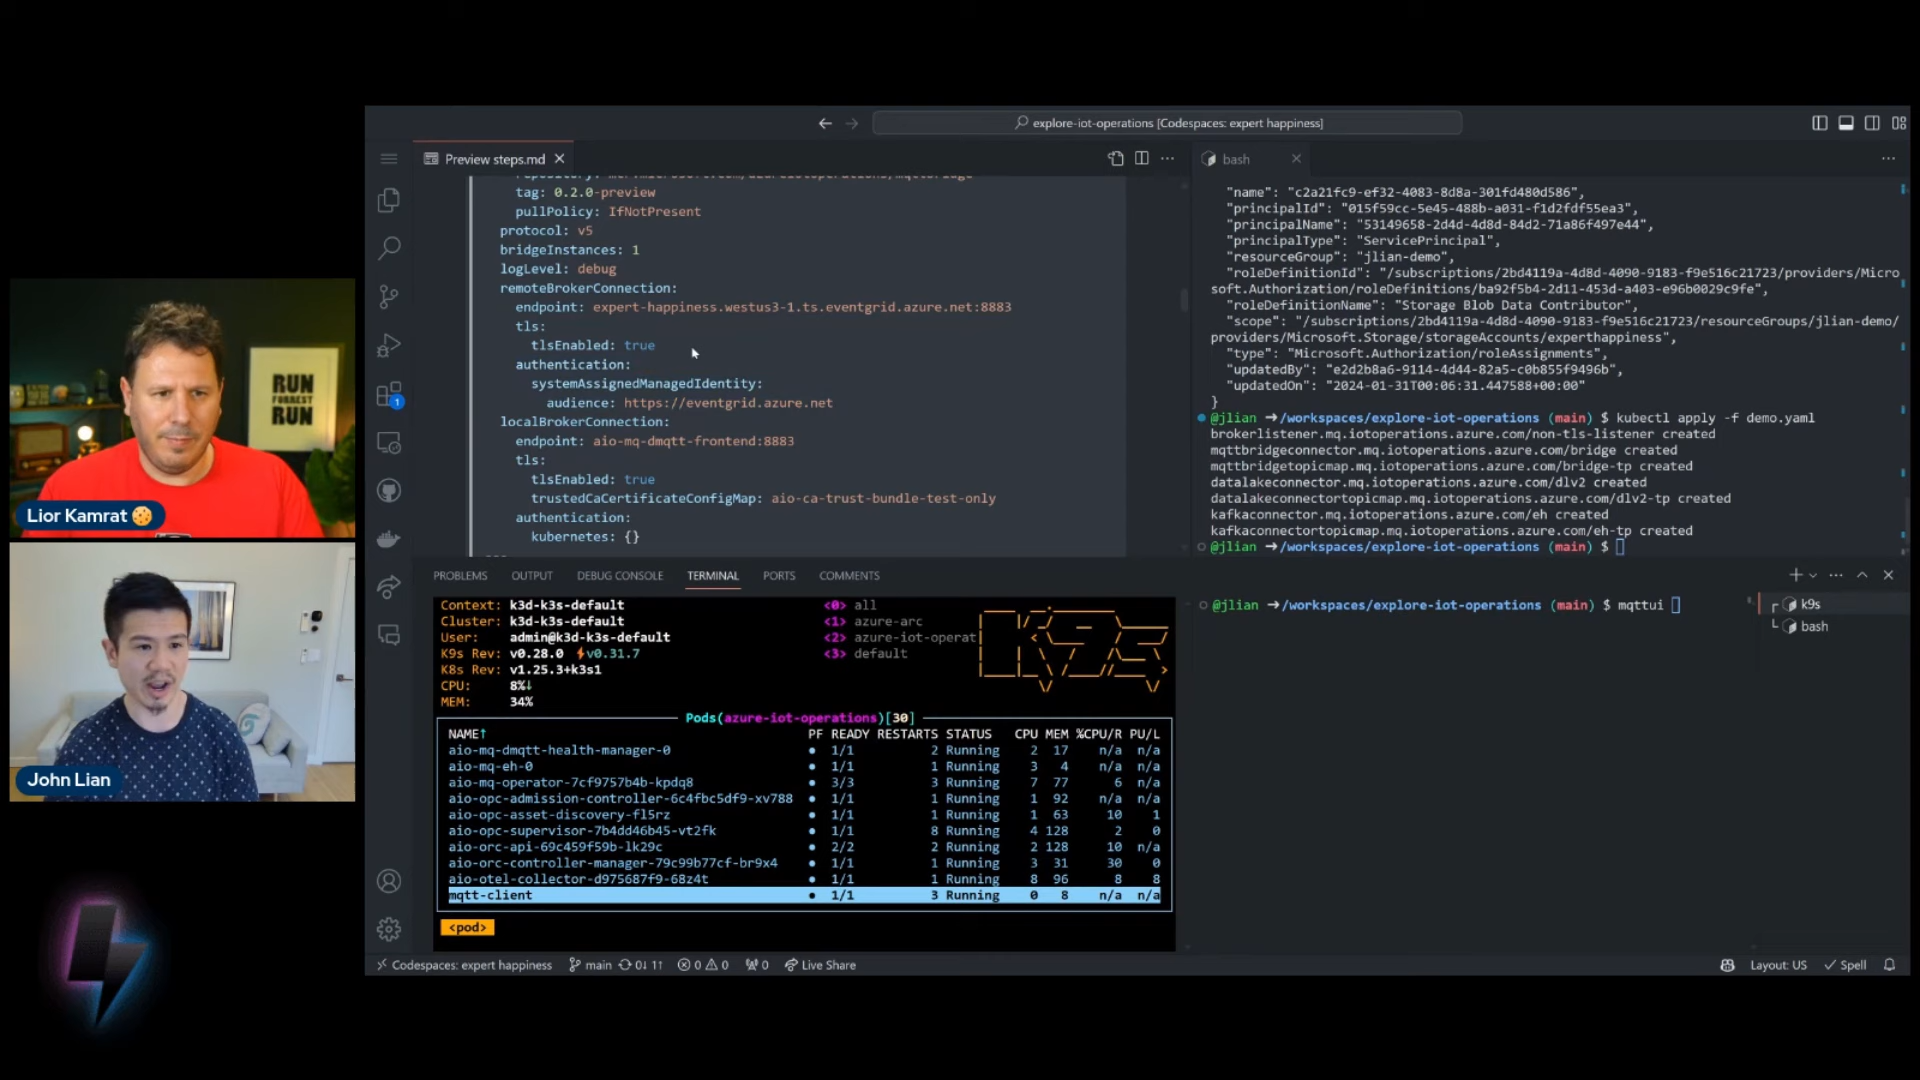 explore-iot-operations [Codespaces: expert happiness]
Preview steps.md
tag: 0.2.0-preview
pullPolicy: IfNotPresent
protocol: v5
bridgeInstances: 1
logLevel: debug
remoteBrokerConnection:
endpoint: expert-happiness.westus3-1.ts.eventgrid.azure.net:8883
tls:
tlsEnabled: true
authentication:
systemAssignedManagedIdentity:
audience: https://eventgrid.azure.net
localBrokerConnection:
endpoint: aio-mq-dmqtt-frontend:8883
tls:
tlsEnabled: true
trustedCaCertificateConfigMap: aio-ca-trust-bundle-test-only
authentication:
kubernetes: {}
bash
"name": "c2a21fc9-ef32-4083-8d8a-301fd480d586",
"principalId": "015f59cc-5e45-488b-a031-f1d2fdf55ea3",
"principalName": "53149658-2d4d-4d8d-84d2-71a86f497e44",
"principalType": "ServicePrincipal",
"resourceGroup": "jlian-demo",
"roleDefinitionId": "/subscriptions/2bd4119a-4d8d-4090-9183-f9e516c21723/providers/Micro
soft.Authorization/roleDefinitions/ba92f5b4-2d11-453d-a403-e96b0029c9fe",
"roleDefinitionName": "Storage Blob Data Contributor",
"scope": "/subscriptions/2bd4119a-4d8d-4090-9183-f9e516c21723/resourceGroups/jlian-demo/
providers/Microsoft.Storage/storageAccounts/experthappiness",
"type": "Microsoft.Authorization/roleAssignments",
"updatedBy": "e2d2b8a6-9114-4d44-82a5-c0b855f9496b",
"updatedOn": "2024-01-31T00:06:31.447588+00:00"
}
@jlian ➜/workspaces/explore-iot-operations (main) $ kubectl apply -f demo.yaml
brokerlistener.mq.iotoperations.azure.com/non-tls-listener created
mqttbridgeconnector.mq.iotoperations.azure.com/bridge created
mqttbridgetopicmap.mq.iotoperations.azure.com/bridge-tp created
datalakeconnector.mq.iotoperations.azure.com/dlv2 created
datalakeconnectortopicmap.mq.iotoperations.azure.com/dlv2-tp created
kafkaconnector.mq.iotoperations.azure.com/eh created
kafkaconnectortopicmap.mq.iotoperations.azure.com/eh-tp created
@jlian ➜/workspaces/explore-iot-operations (main) $
RUN
FORREST
RUN
Lior Kamrat
John Lian
1
PROBLEMS OUTPUT DEBUG CONSOLE TERMINAL PORTS COMMENTS
Context: k3d-k3s-default <0> all
Cluster: k3d-k3s-default <1> azure-arc
User: admin@k3d-k3s-default <2> azure-iot-operat
K9s Rev: v0.28.0 ⚡v0.31.7 <3> default
K8s Rev: v1.25.3+k3s1
CPU: 8%↓
MEM: 34%
Pods(azure-iot-operations)[30]
NAME↑ PF READY RESTARTS STATUS CPU MEM %CPU/R PU/L
aio-mq-dmqtt-health-manager-0 ● 1/1 2 Running 2 17 n/a n/a
aio-mq-eh-0 ● 1/1 1 Running 3 4 n/a n/a
aio-mq-operator-7cf9757b4b-kpdq8 ● 3/3 3 Running 7 77 6 n/a
aio-opc-admission-controller-6c4fbc5df9-xv788 ● 1/1 1 Running 1 92 n/a n/a
aio-opc-asset-discovery-fl5rz ● 1/1 1 Running 1 63 10 1
aio-opc-supervisor-7b4dd46b45-vt2fk ● 1/1 8 Running 4 128 2 0
aio-orc-api-69c459f59b-lk29c ● 2/2 2 Running 2 128 10 n/a
aio-orc-controller-manager-79c99b77cf-br9x4 ● 1/1 1 Running 3 31 30 0
aio-otel-collector-d975687f9-68z4t ● 1/1 1 Running 8 96 8 8
mqtt-client ● 1/1 3 Running 0 8 n/a n/a
<pod>
@jlian ➜/workspaces/explore-iot-operations (main) $ mqttui
k9s
bash
Codespaces: expert happiness main 0↓ 1↑ 0 0 0 Live Share Layout: US Spell